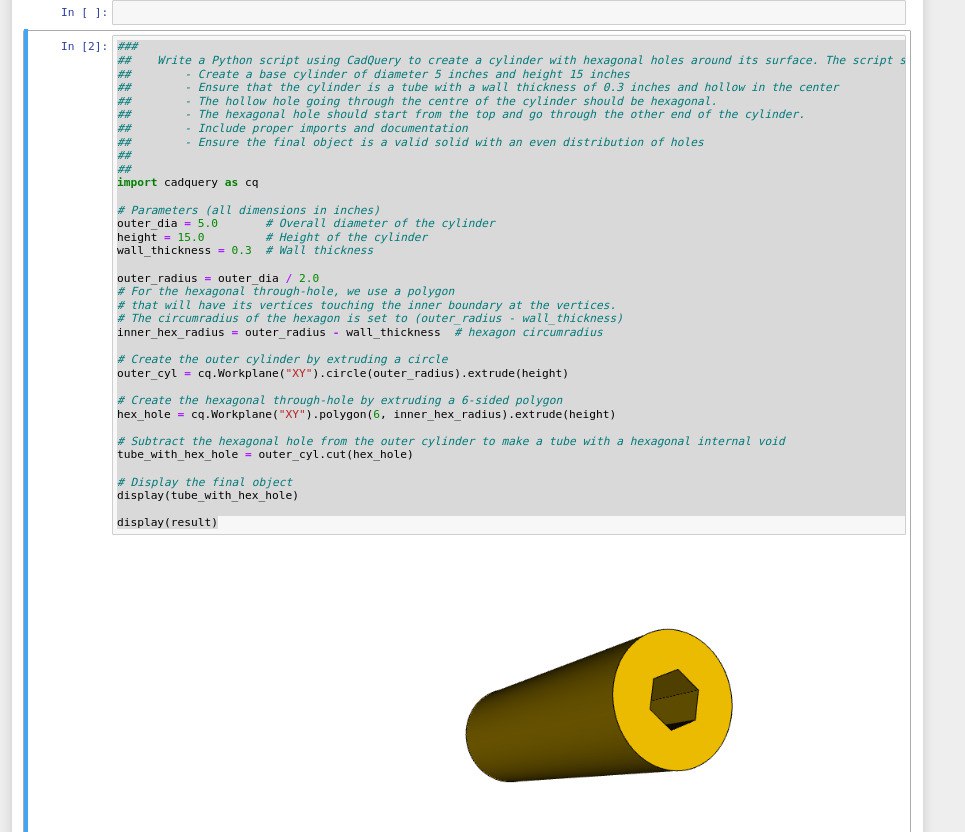 In [ ]:
In [2]:
###
## Write a Python script using CadQuery to create a cylinder with hexagonal holes around its surface. The script s
## - Create a base cylinder of diameter 5 inches and height 15 inches
## - Ensure that the cylinder is a tube with a wall thickness of 0.3 inches and hollow in the center
## - The hollow hole going through the centre of the cylinder should be hexagonal.
## - The hexagonal hole should start from the top and go through the other end of the cylinder.
## - Include proper imports and documentation
## - Ensure the final object is a valid solid with an even distribution of holes
##
##
import cadquery as cq
# Parameters (all dimensions in inches)
outer_dia = 5.0 # Overall diameter of the cylinder
height = 15.0 # Height of the cylinder
wall_thickness = 0.3 # Wall thickness
outer_radius = outer_dia / 2.0
# For the hexagonal through-hole, we use a polygon
# that will have its vertices touching the inner boundary at the vertices.
# The circumradius of the hexagon is set to (outer_radius - wall_thickness)
inner_hex_radius = outer_radius - wall_thickness # hexagon circumradius
# Create the outer cylinder by extruding a circle
outer_cyl = cq.Workplane("XY").circle(outer_radius).extrude(height)
# Create the hexagonal through-hole by extruding a 6-sided polygon
hex_hole = cq.Workplane("XY").polygon(6, inner_hex_radius).extrude(height)
# Subtract the hexagonal hole from the outer cylinder to make a tube with a hexagonal internal void
tube_with_hex_hole = outer_cyl.cut(hex_hole)
# Display the final object
display(tube_with_hex_hole)
display(result)